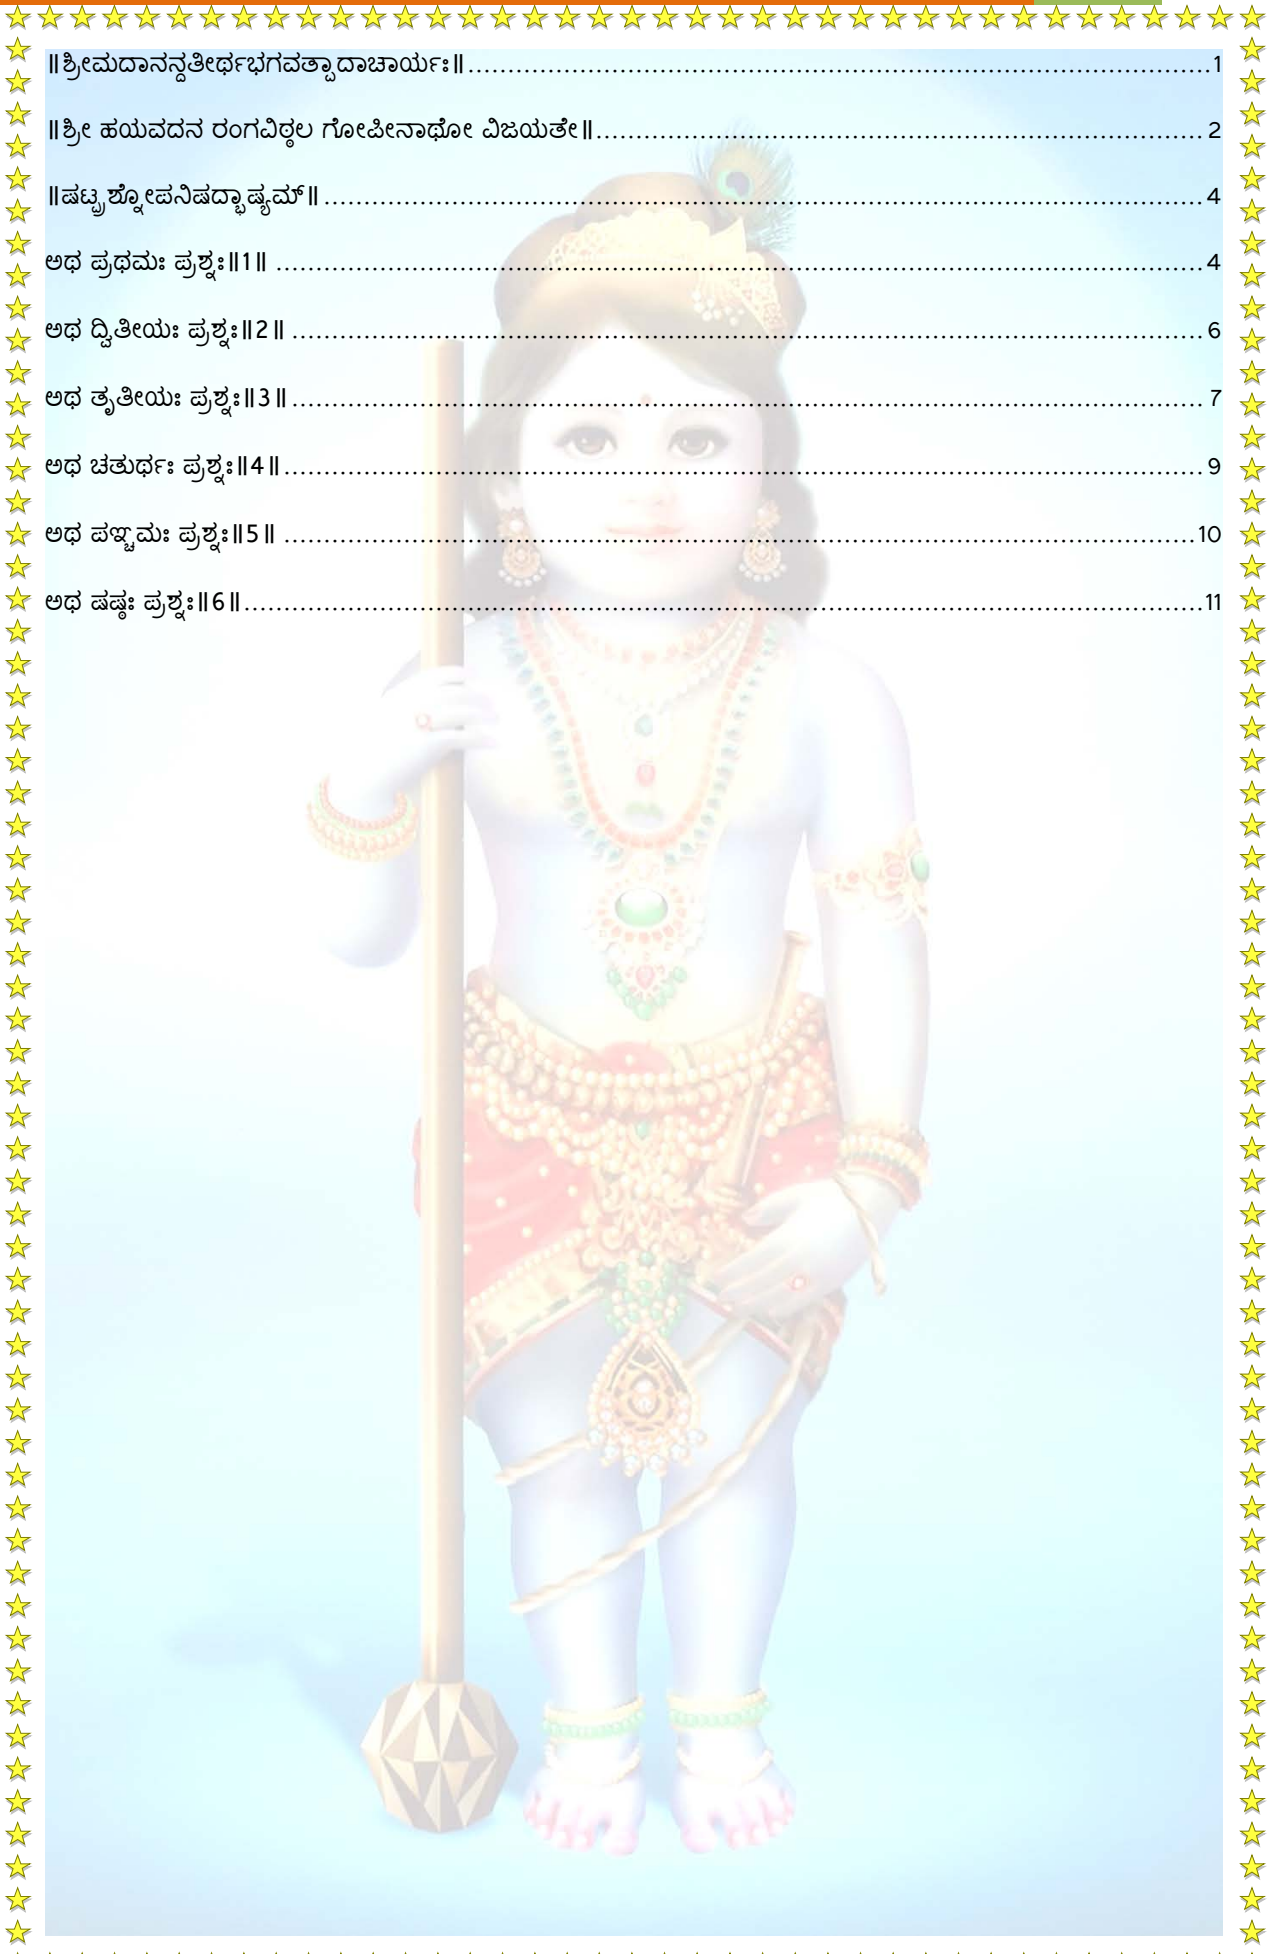 ॥ಶ್ರೀಮದಾನನ್ದತೀರ್ಥಭಗವತ್ಪಾದಾಚಾರ್ಯಃ॥ ........ 1
॥ಶ್ರೀ ಹಯವದನ ರಂಗವಿಠ್ಠಲ ಗೋಪೀನಾಥೋ ವಿಜಯತೇ॥ ........ 2
॥ಷಟ್ಪ್ರಶ್ನೋಪನಿಷದ್ಭಾಷ್ಯಮ್॥ ........ 4
ಅಥ ಪ್ರಥಮಃ ಪ್ರಶ್ನಃ॥1॥ ........ 4
ಅಥ ದ್ವಿತೀಯಃ ಪ್ರಶ್ನಃ॥2॥ ........ 6
ಅಥ ತೃತೀಯಃ ಪ್ರಶ್ನಃ॥3॥ ........ 7
ಅಥ ಚತುರ್ಥಃ ಪ್ರಶ್ನಃ॥4॥ ........ 9
ಅಥ ಪಞ್ಚಮಃ ಪ್ರಶ್ನಃ॥5॥ ........ 10
ಅಥ ಷಷ್ಠಃ ಪ್ರಶ್ನಃ॥6॥ ........ 11